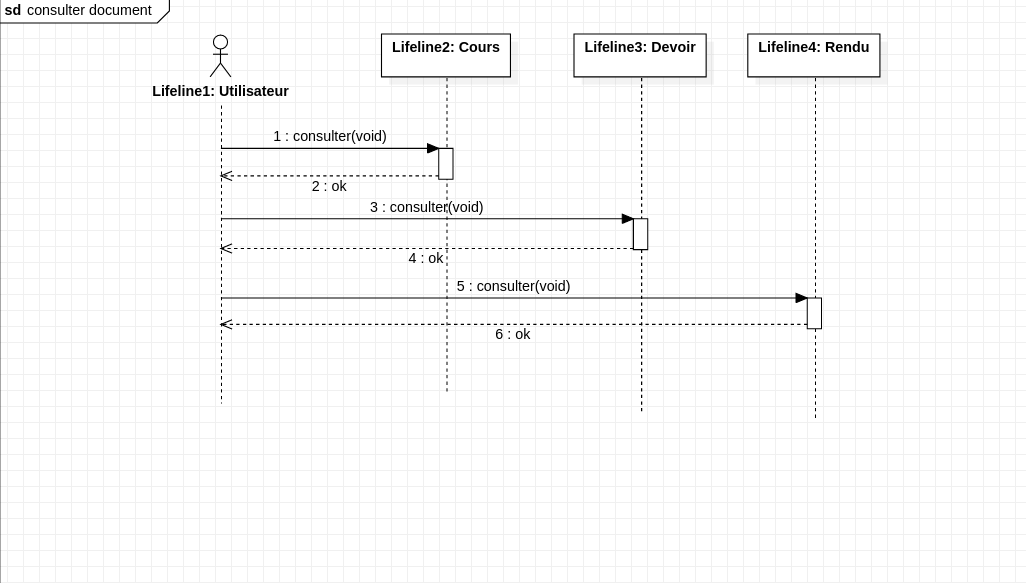 sd consulter document
Lifeline1: Utilisateur
Lifeline2: Cours
Lifeline3: Devoir
Lifeline4: Rendu
1 : consulter(void)
2 : ok
3 : consulter(void)
4 : ok
5 : consulter(void)
6 : ok